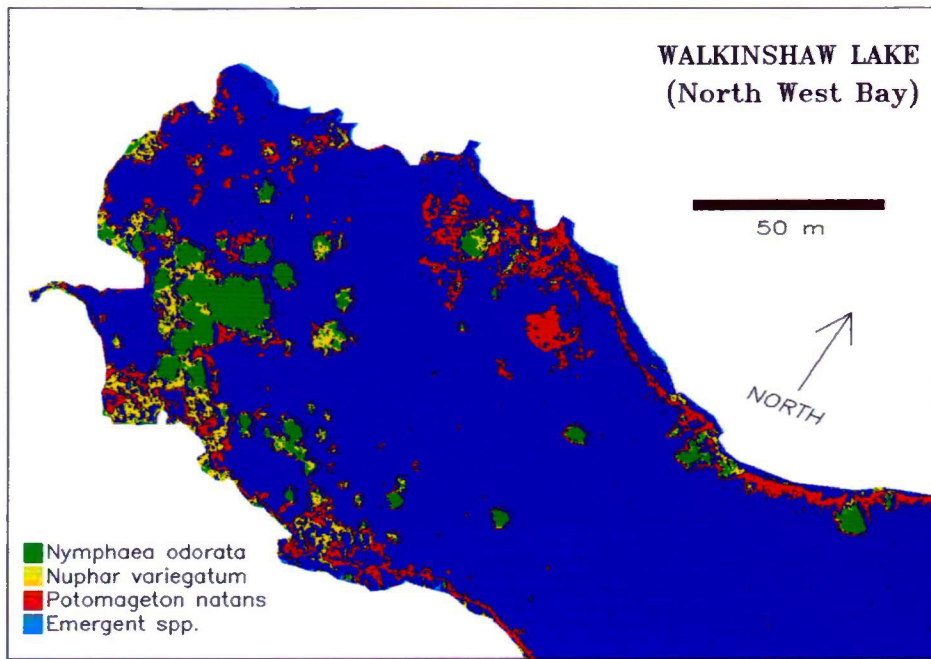 WALKINSHAW LAKE
(North West Bay)
50 m
NORTH
Nymphaea odorata
Nuphar variegatum
Potomageton natans
Emergent spp.